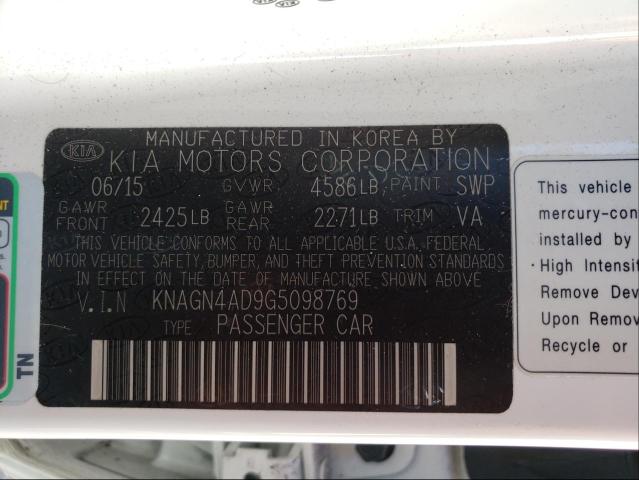 MANUFACTURED IN KOREA BY
KIA KIA MOTORS CORPORATION
06/15 GVWR 4586LB PAINT SWP
GAWR FRONT 2425LB GAWR REAR 2271LB TRIM VA
THIS VEHICLE CONFORMS TO ALL APPLICABLE U.S.A. FEDERAL
MOTOR VEHICLE SAFETY, BUMPER, AND THEFT PREVENTION STANDARDS
IN EFFECT ON THE DATE OF MANUFACTURE SHOWN ABOVE
V.I.N KNAGN4AD9G5098769
TYPE PASSENGER CAR
TN
This vehicle
mercury-con
installed by
· High Intensit
Remove Dev
Upon Remov
Recycle or